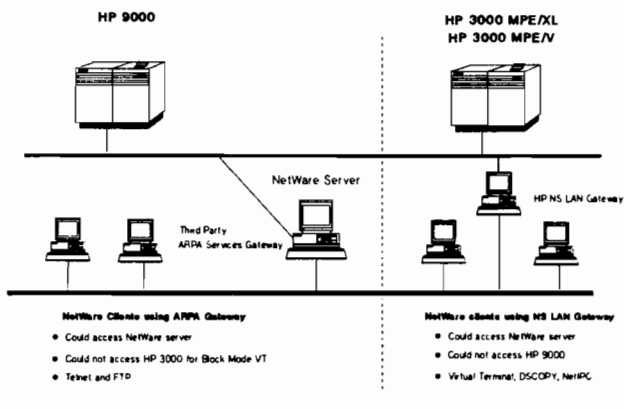 HP 9000
HP 3000 MPE/XL
HP 3000 MPE/V
NetWare Server
HP NS LAN Gateway
Third Party
ARPA Services Gateway
NetWare Clients using ARPA Gateway
• Could access NetWare server
• Could not access HP 3000 for Block Mode VT
• Telnet and FTP
NetWare clients using NS LAN Gateway
• Could access NetWare server
• Could not access HP 9000
• Virtual Terminal, DSCOPY, NetIPC